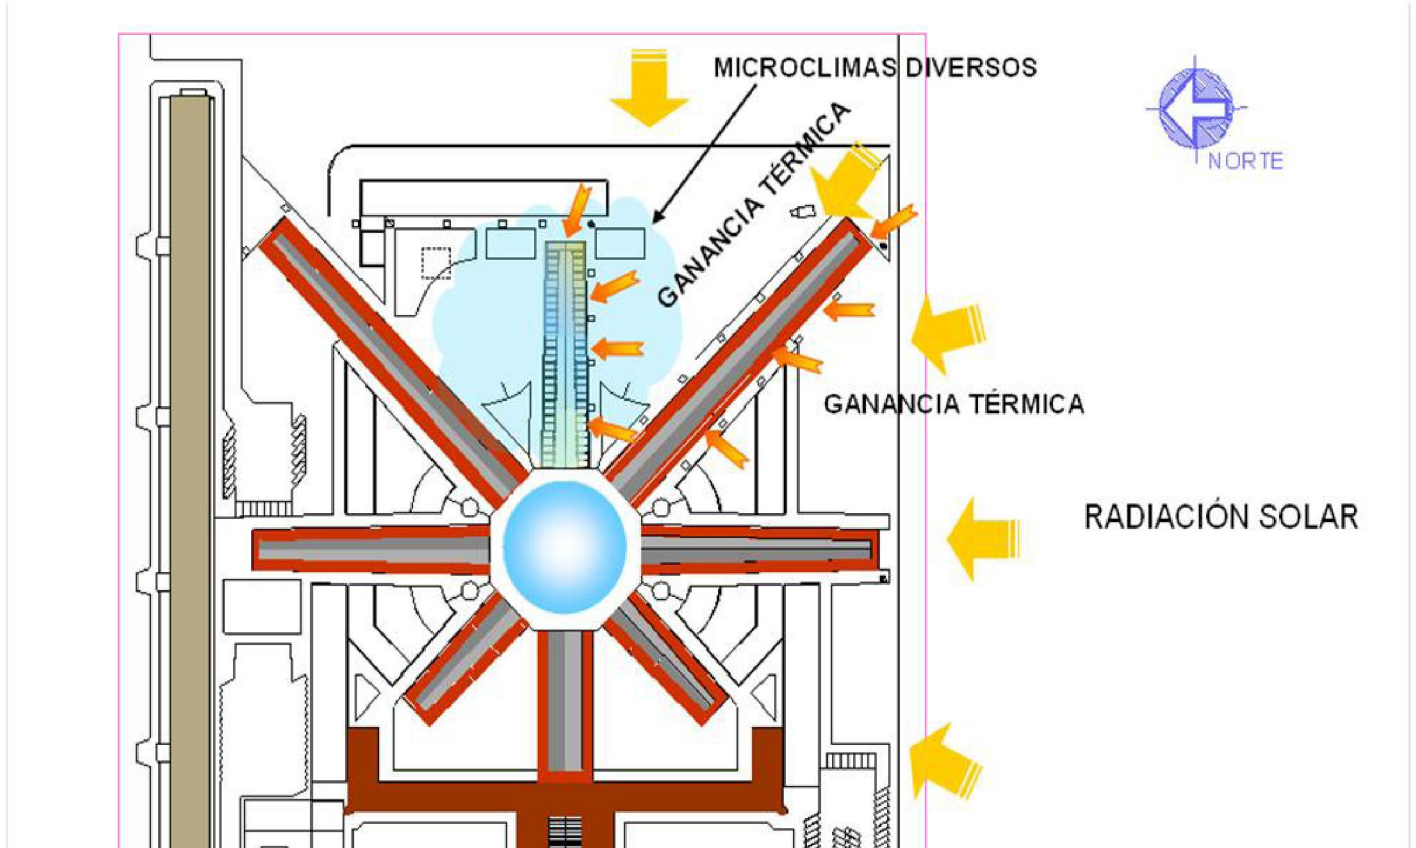 MICROCLIMAS DIVERSOS
GANANCIA TÉRMICA
NORTE
GANANCIA TÉRMICA
RADIACIÓN SOLAR